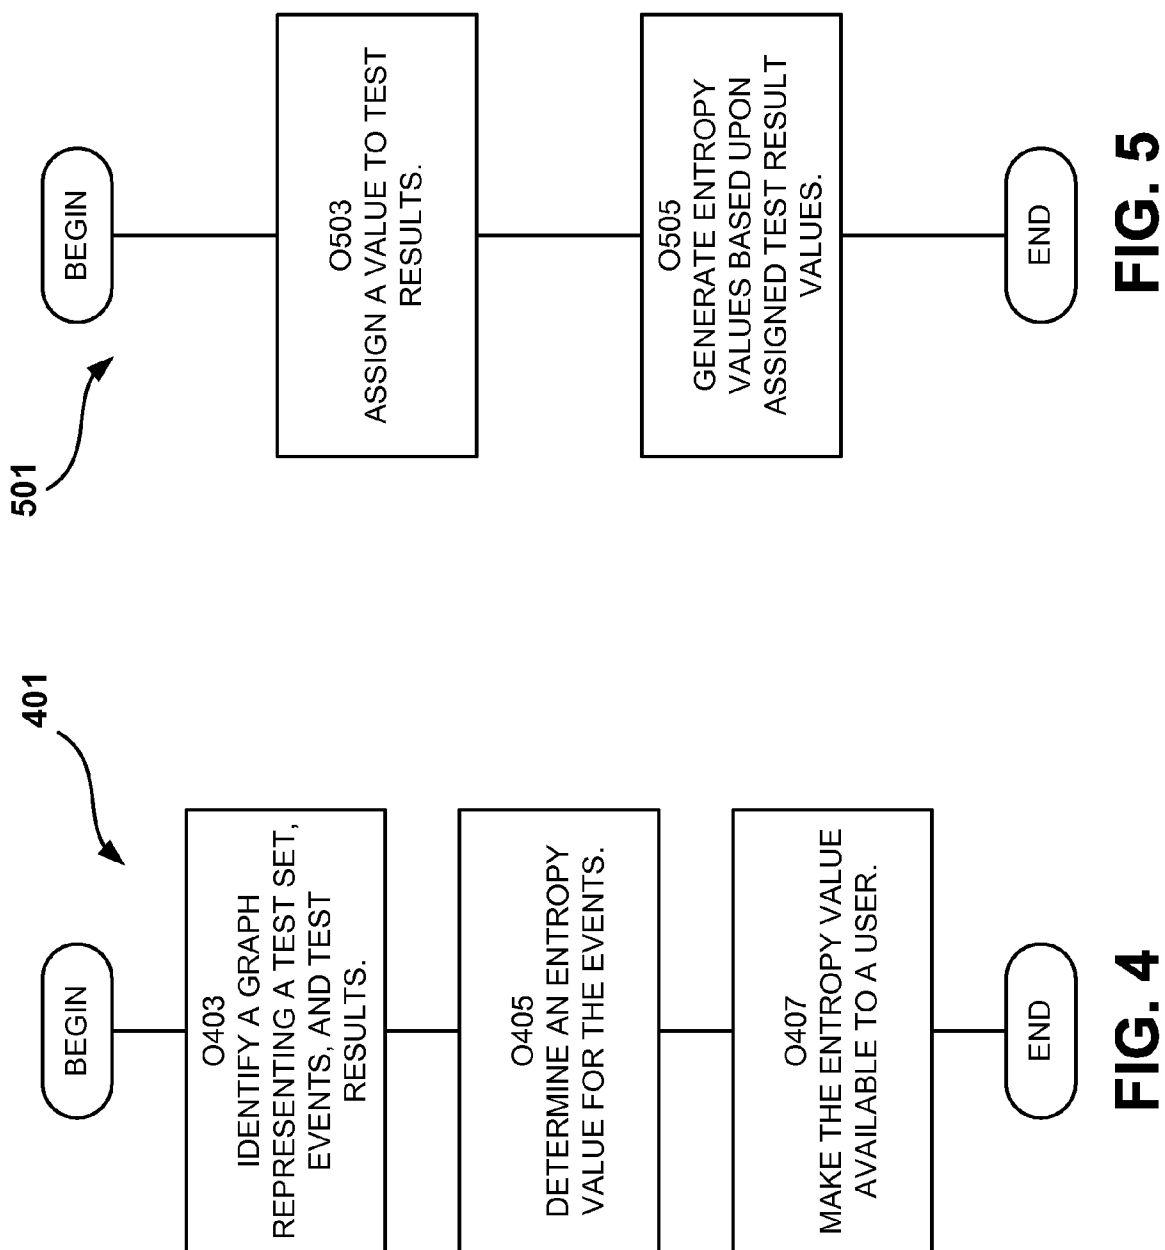 401
BEGIN
O403
IDENTIFY A GRAPH
REPRESENTING A TEST SET,
EVENTS, AND TEST
RESULTS.
O405
DETERMINE AN ENTROPY
VALUE FOR THE EVENTS.
O407
MAKE THE ENTROPY VALUE
AVAILABLE TO A USER.
END
FIG. 4
501
BEGIN
O503
ASSIGN A VALUE TO TEST
RESULTS.
O505
GENERATE ENTROPY
VALUES BASED UPON
ASSIGNED TEST RESULT
VALUES.
END
FIG. 5